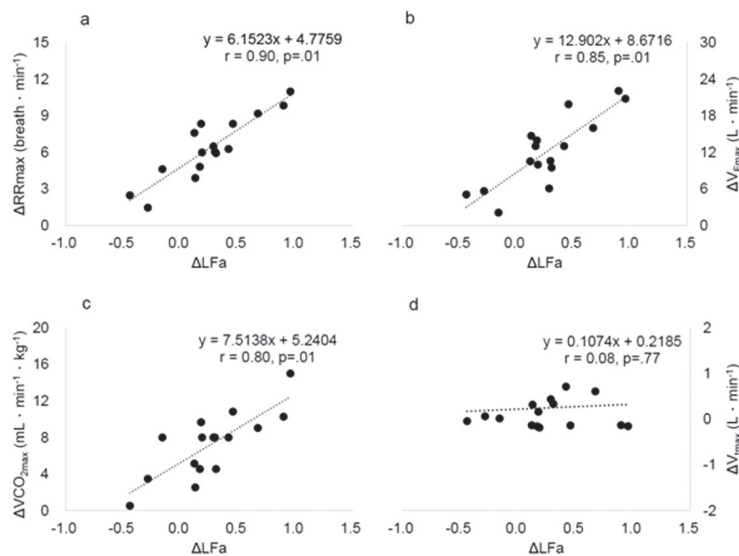 a
y = 6.1523x + 4.7759
r = 0.90, p=.01
15
12
9
6
3
0
ΔRRmax (breath · min⁻¹)
-1.0
-0.5
0.0
0.5
1.0
1.5
ΔLFa
b
y = 12.902x + 8.6716
r = 0.85, p=.01
30
24
18
12
6
0
ΔV_Emax (L · min⁻¹)
-1.0
-0.5
0.0
0.5
1.0
1.5
ΔLFa
c
y = 7.5138x + 5.2404
r = 0.80, p=.01
20
16
12
8
4
0
ΔVCO₂max (mL · min⁻¹ · kg⁻¹)
-1.0
-0.5
0.0
0.5
1.0
1.5
ΔLFa
d
y = 0.1074x + 0.2185
r = 0.08, p=.77
2
1
0
-1
-2
ΔV_tmax (L · min⁻¹)
-1.0
-0.5
0.0
0.5
1.0
1.5
ΔLFa